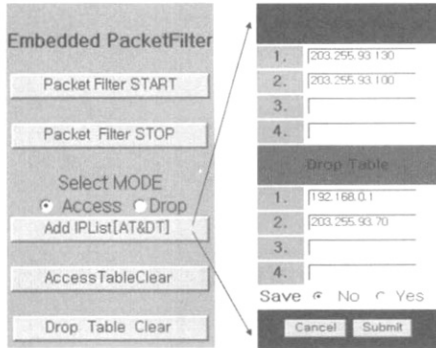 Embedded PacketFilter
Packet Filter START
Packet Filter STOP
Select MODE
Access Drop
Add IPList[AT&DT]
AccessTableClear
Drop Table Clear
1. 203.255.93.130
2. 203.255.93.100
3.
4.
Drop Table
1. 192.168.0.1
2. 203.255.93.70
3.
4.
Save No Yes
Cancel Submit